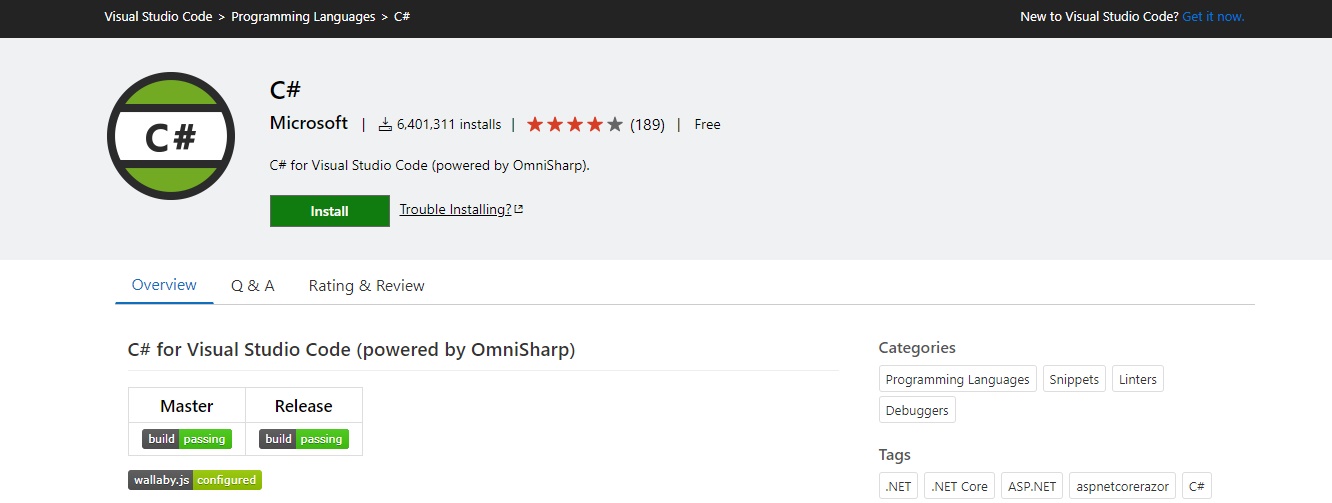 Visual Studio Code > Programming Languages > C#
New to Visual Studio Code? Get it now.
C#
C#
Microsoft | 6,401,311 installs | (189) | Free
C# for Visual Studio Code (powered by OmniSharp).
Install Trouble Installing?
Overview Q & A Rating & Review
C# for Visual Studio Code (powered by OmniSharp)
Master Release
build passing build passing
wallaby.js configured
Categories
Programming Languages Snippets Linters
Debuggers
Tags
.NET .NET Core ASP.NET aspnetcorerazor C#